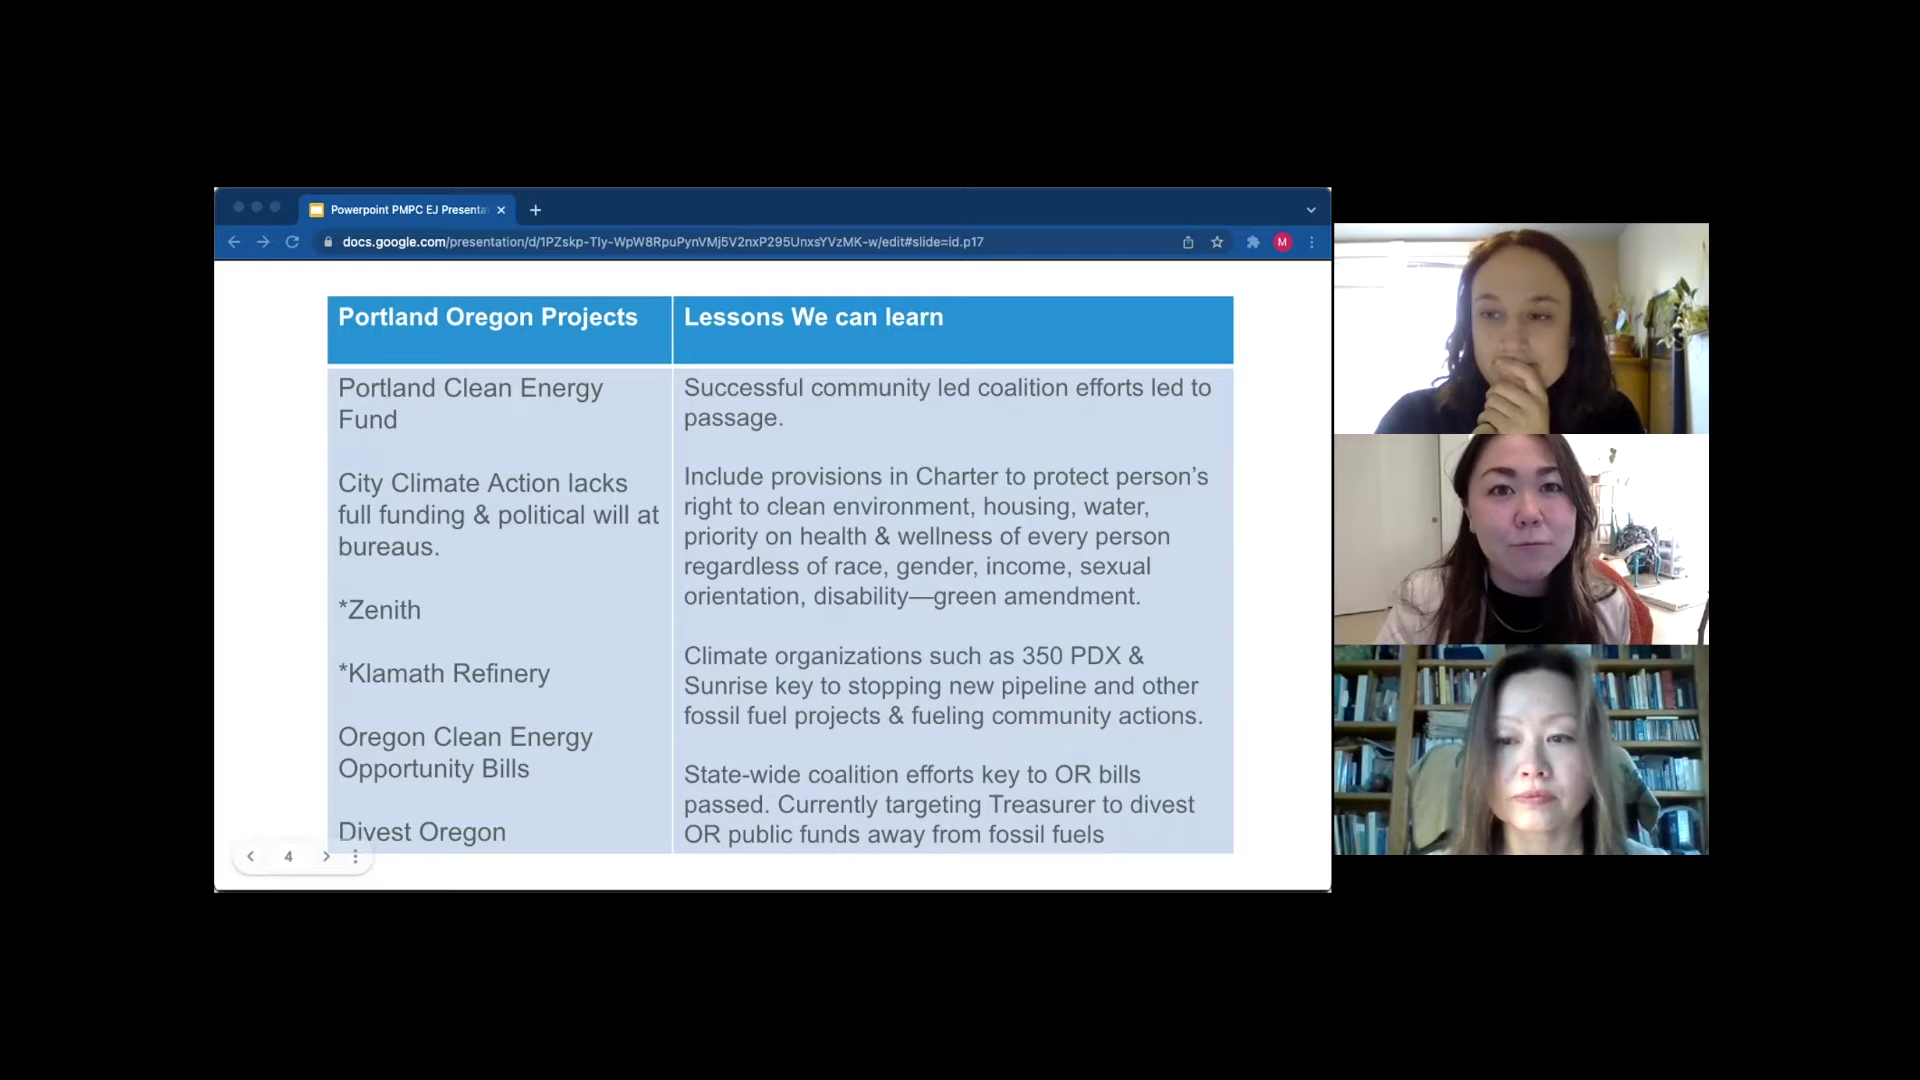 Powerpoint PMPC EJ Presenta
docs.google.com/presentation/d/1PZskp-TIy-WpW8RpuPynVMj5V2nxP295UnxsYVzMK-w/edit#slide=id.p17
M
Portland Oregon Projects
Lessons We can learn
Portland Clean Energy
Fund
City Climate Action lacks
full funding & political will at
bureaus.
*Zenith
*Klamath Refinery
Oregon Clean Energy
Opportunity Bills
Divest Oregon
Successful community led coalition efforts led to
passage.
Include provisions in Charter to protect person’s
right to clean environment, housing, water,
priority on health & wellness of every person
regardless of race, gender, income, sexual
orientation, disability—green amendment.
Climate organizations such as 350 PDX &
Sunrise key to stopping new pipeline and other
fossil fuel projects & fueling community actions.
State-wide coalition efforts key to OR bills
passed. Currently targeting Treasurer to divest
OR public funds away from fossil fuels
4